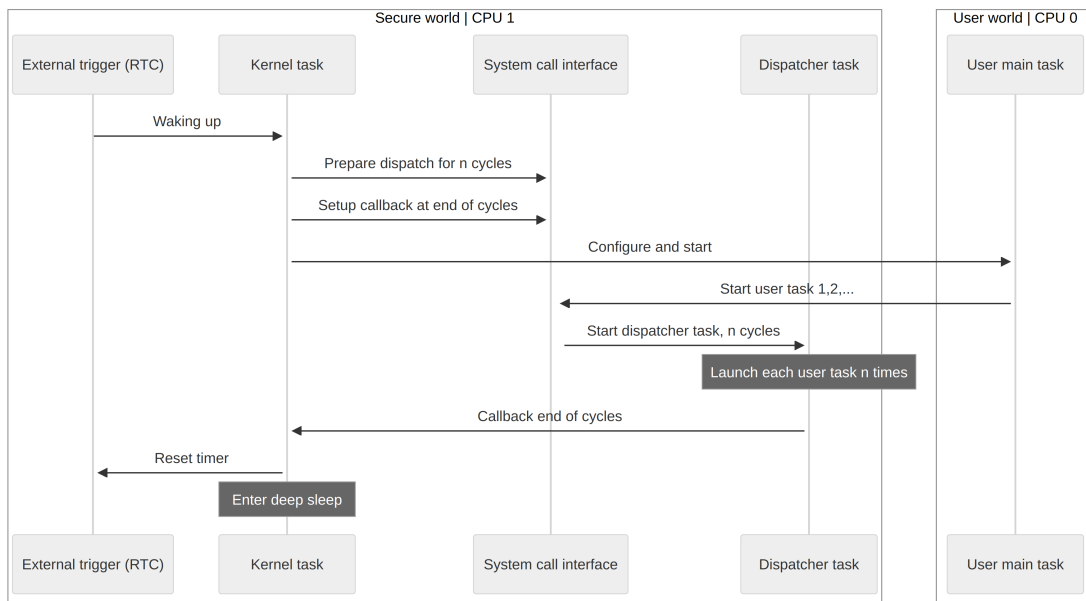 Secure world | CPU 1
User world | CPU 0
External trigger (RTC)
Kernel task
System call interface
Dispatcher task
User main task
Waking up
Prepare dispatch for n cycles
Setup callback at end of cycles
Configure and start
Start user task 1,2,...
Start dispatcher task, n cycles
Launch each user task n times
Callback end of cycles
Reset timer
Enter deep sleep
External trigger (RTC)
Kernel task
System call interface
Dispatcher task
User main task